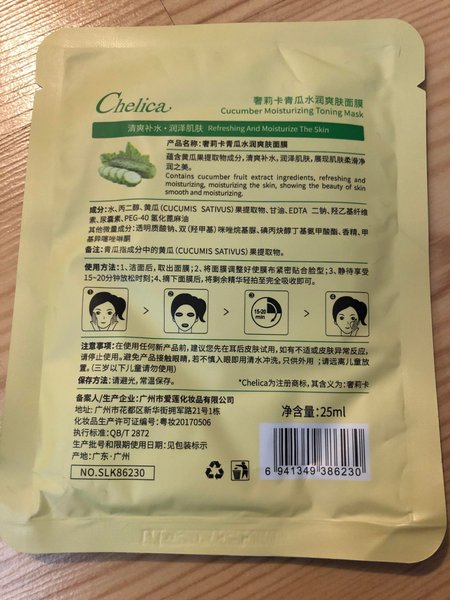 Chelica
奢莉卡青瓜水润爽肤面膜
Cucumber Moisturizing Toning Mask
清爽补水·润泽肌肤 Refreshing And Moisturize The Skin
产品名称:奢莉卡青瓜水润爽肤面膜
蕴含黄瓜果提取物成分,清爽补水,润泽肌肤,展现肌肤柔滑净
润之美。
Contains cucumber fruit extract ingredients, refreshing and
moisturizing, moisturizing the skin, showing the beauty of skin
smooth and moisturizing.
成分:水、丙二醇、黄瓜(CUCUMIS SATIVUS)果提取物、甘油、EDTA 二钠、羟乙基纤维
素、尿囊素、PEG-40 氢化蓖麻油
其他微量成分:透明质酸钠、双(羟甲基)咪唑烷基脲、碘丙炔醇丁基氨甲酸酯、香精、甲
基异噻唑啉酮
备注:青瓜指成分中的黄瓜(CUCUMIS SATIVUS)果提取物。
使用方法:1、洁面后,取出面膜;2、将面膜调整好使膜布紧密贴合脸型;3、静待享受
15~20分钟放松时刻;4、摘下面膜后,将剩余精华轻拍至完全吸收即可。
1
2
3
15-20
min
4
注意事项:在使用任何新产品前,建议您先在耳后皮肤试用,如有不适或皮肤异常反应,
请停止使用。避免产品接触眼睛,若不慎入眼即用清水冲洗。只供外用;请远离儿童放
置。(三岁以下儿童请勿使用)
保存方法:请避光,常温保存。
*Chelica为注册商标,其含义为:奢莉卡
备案人/生产企业:广州市爱莲化妆品有限公司
地址:广州市花都区新华街拥军路21号1栋
化妆品生产许可证编号:粤妆20170506
执行标准:QB/T 2872
生产批号和限期使用日期:见包装标示
产地:广东·广州
净含量:25ml
NO.SLK86230
6 941349 386230